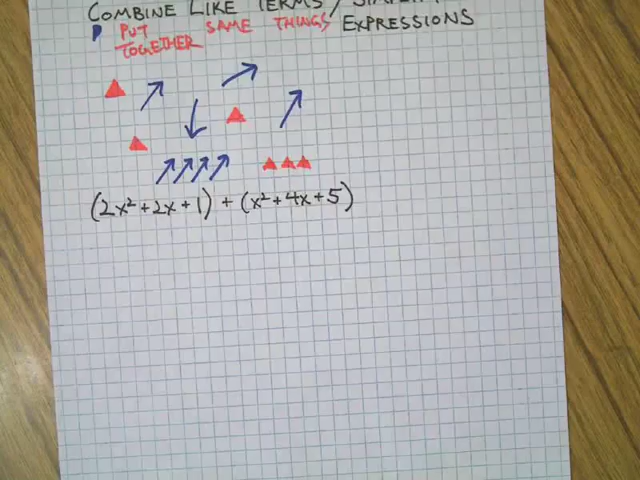 COMBINE LIKE TERMS /
PUT SAME THINGS EXPRESSIONS
TOGETHER
(2x² + 2x + 1) + (x² + 4x + 5)